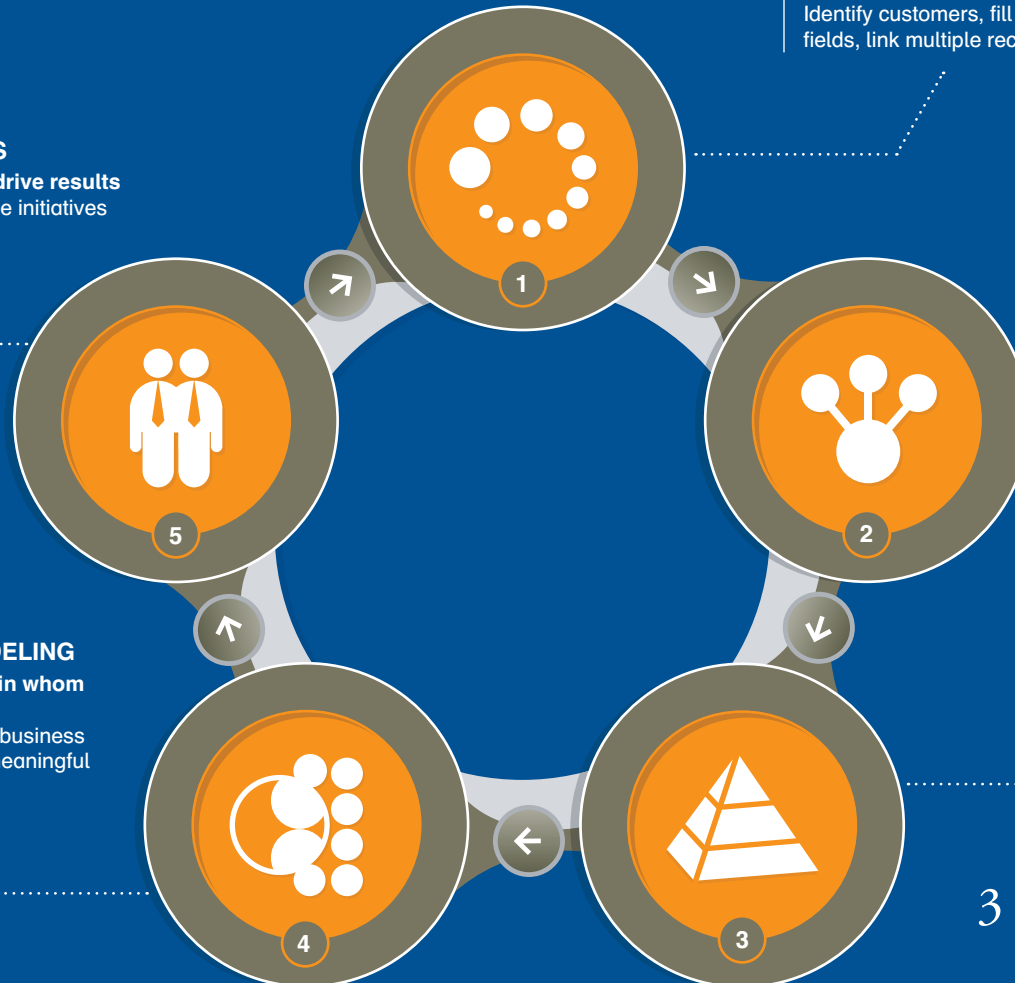 Identify customers, fill
fields, link multiple rec
S
drive results
e initiatives
1
2
5
DELING
in whom
business
meaningful
3
4
3